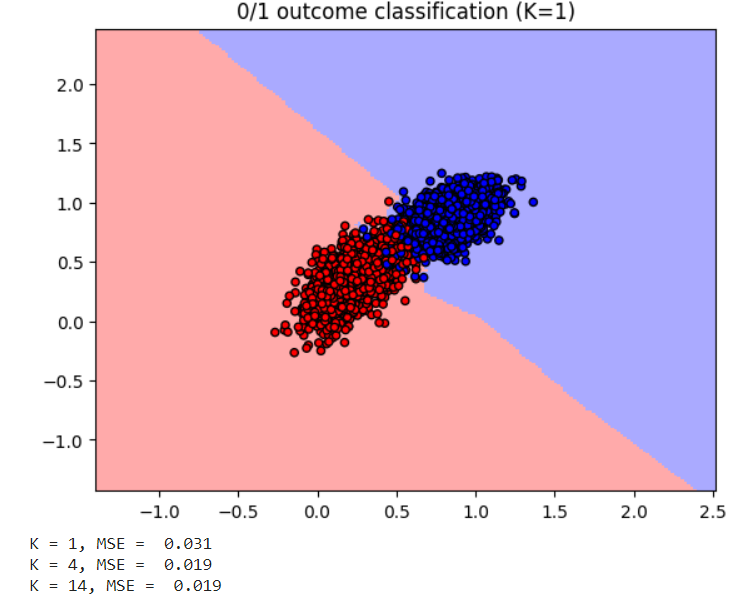 0/1 outcome classification (K=1)
2.0
1.5
1.0
0.5
0.0
−0.5
−1.0
−1.0 −0.5 0.0 0.5 1.0 1.5 2.0 2.5
K = 1, MSE =  0.031
K = 4, MSE =  0.019
K = 14, MSE =  0.019